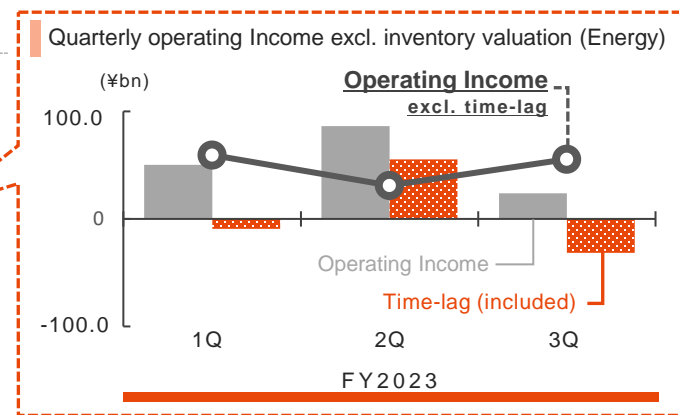 Quarterly operating Income excl. inventory valuation (Energy)
(¥bn)
Operating Income
excl. time-lag
100.0
0
Operating Income
Time-lag (included)
-100.0
1Q 2Q 3Q
FY2023